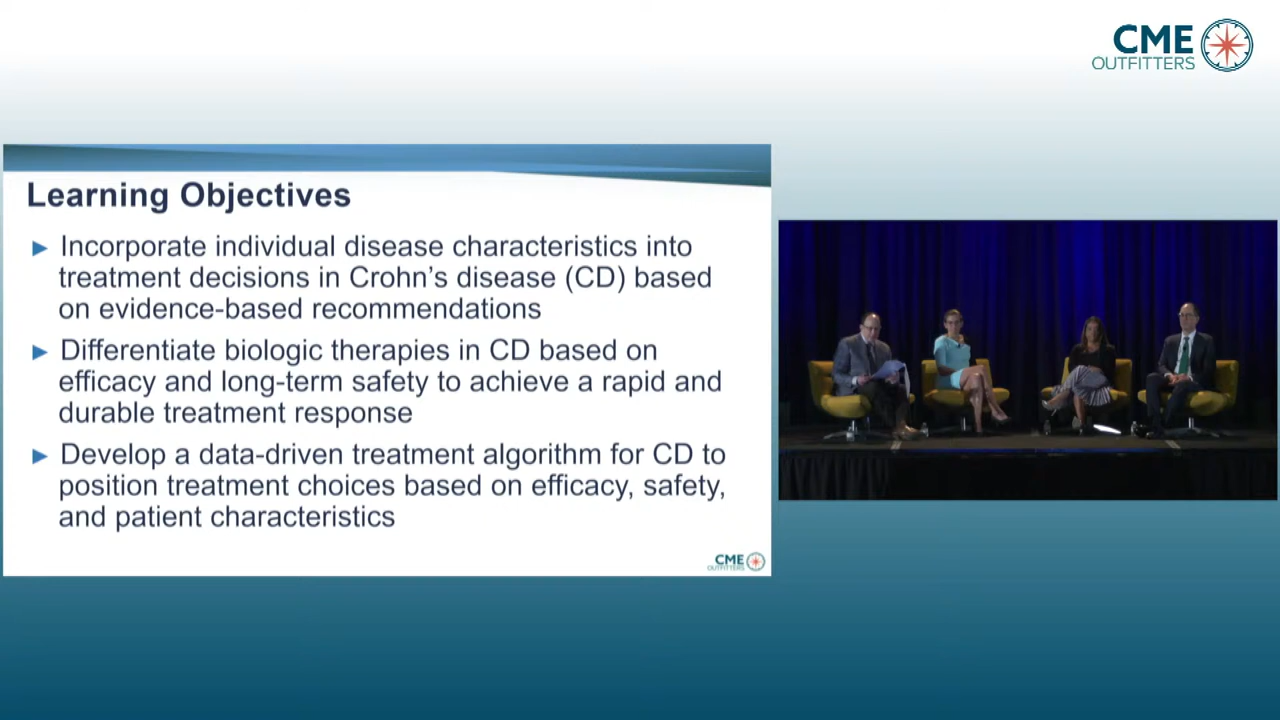 CME
OUTFITTERS
Learning Objectives
► Incorporate individual disease characteristics into
treatment decisions in Crohn’s disease (CD) based
on evidence-based recommendations
► Differentiate biologic therapies in CD based on
efficacy and long-term safety to achieve a rapid and
durable treatment response
► Develop a data-driven treatment algorithm for CD to
position treatment choices based on efficacy, safety,
and patient characteristics
CME
OUTFITTERS